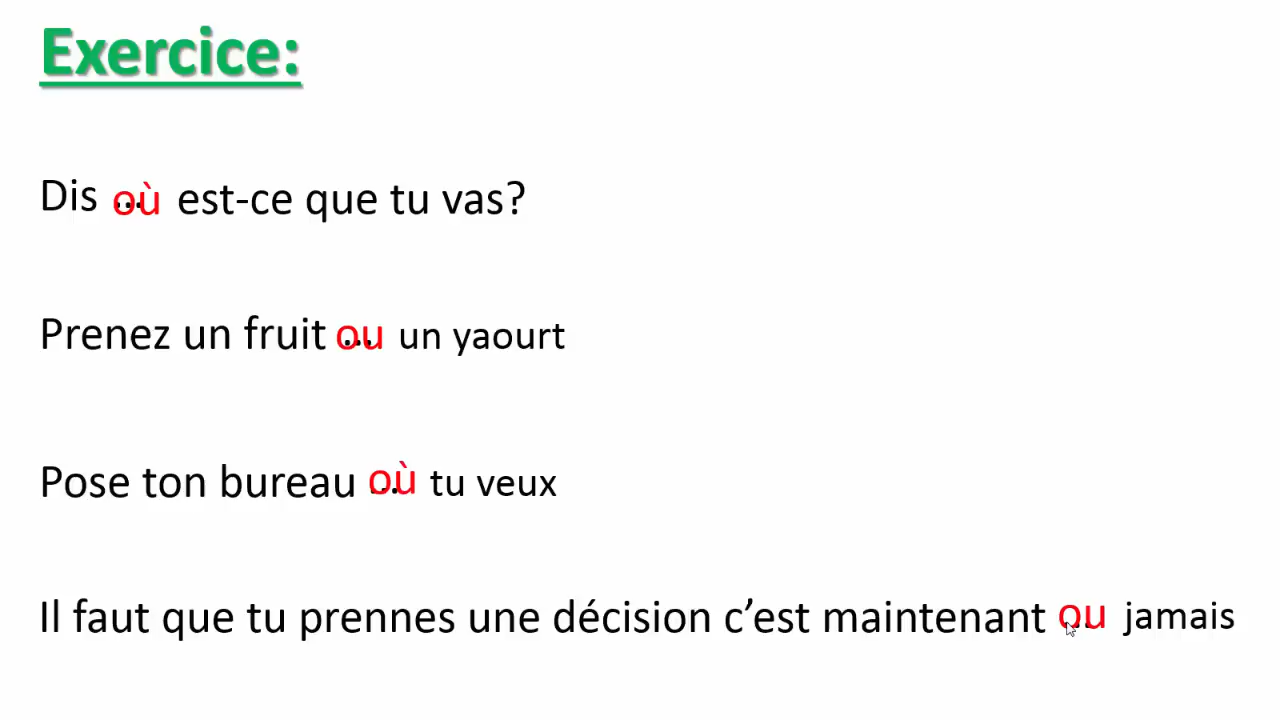 Exercice:
Dis où est-ce que tu vas?
Prenez un fruit ou un yaourt
Pose ton bureau où tu veux
Il faut que tu prennes une décision c’est maintenant ou jamais